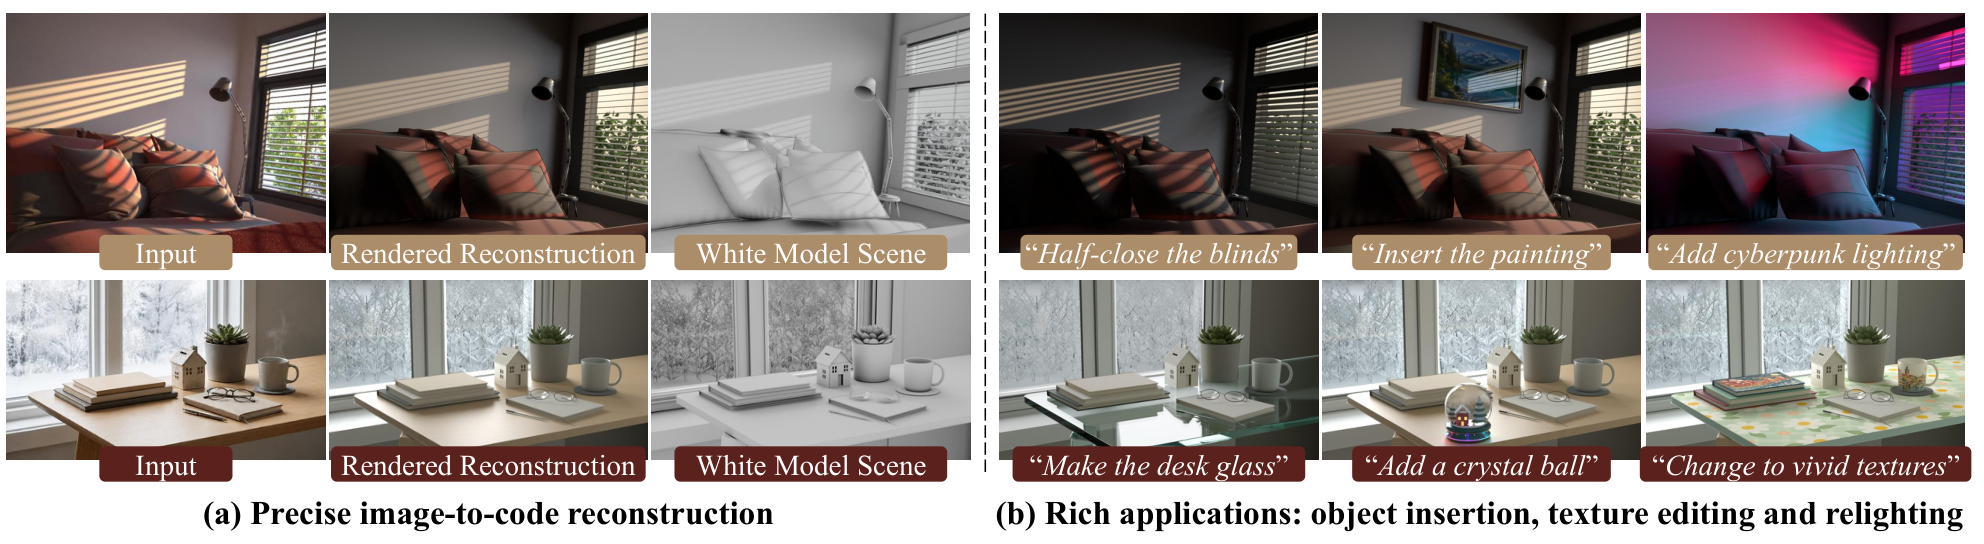 Input
Rendered Reconstruction
White Model Scene
“Half-close the blinds”
“Insert the painting”
“Add cyberpunk lighting”
Input
Rendered Reconstruction
White Model Scene
“Make the desk glass”
“Add a crystal ball”
“Change to vivid textures”
(a) Precise image-to-code reconstruction
(b) Rich applications: object insertion, texture editing and relighting